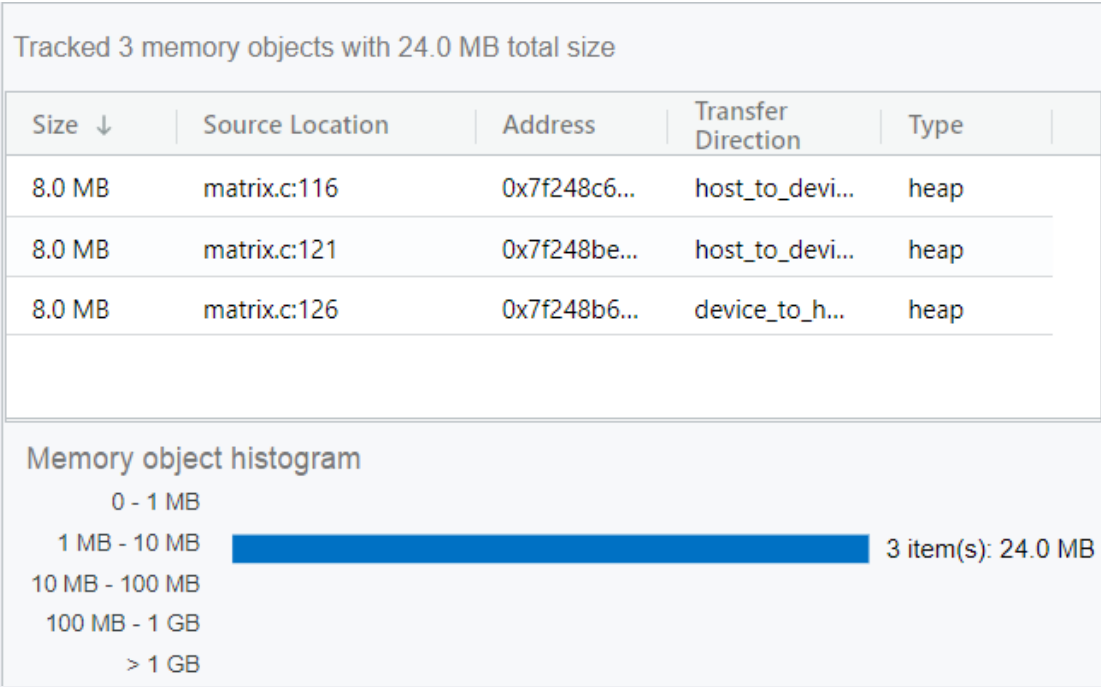 Tracked 3 memory objects with 24.0 MB total size
Size ↓ Source Location Address Transfer Direction Type
8.0 MB matrix.c:116 0x7f248c6... host_to_devi... heap
8.0 MB matrix.c:121 0x7f248be... host_to_devi... heap
8.0 MB matrix.c:126 0x7f248b6... device_to_h... heap
Memory object histogram
0 - 1 MB
1 MB - 10 MB 3 item(s): 24.0 MB
10 MB - 100 MB
100 MB - 1 GB
> 1 GB